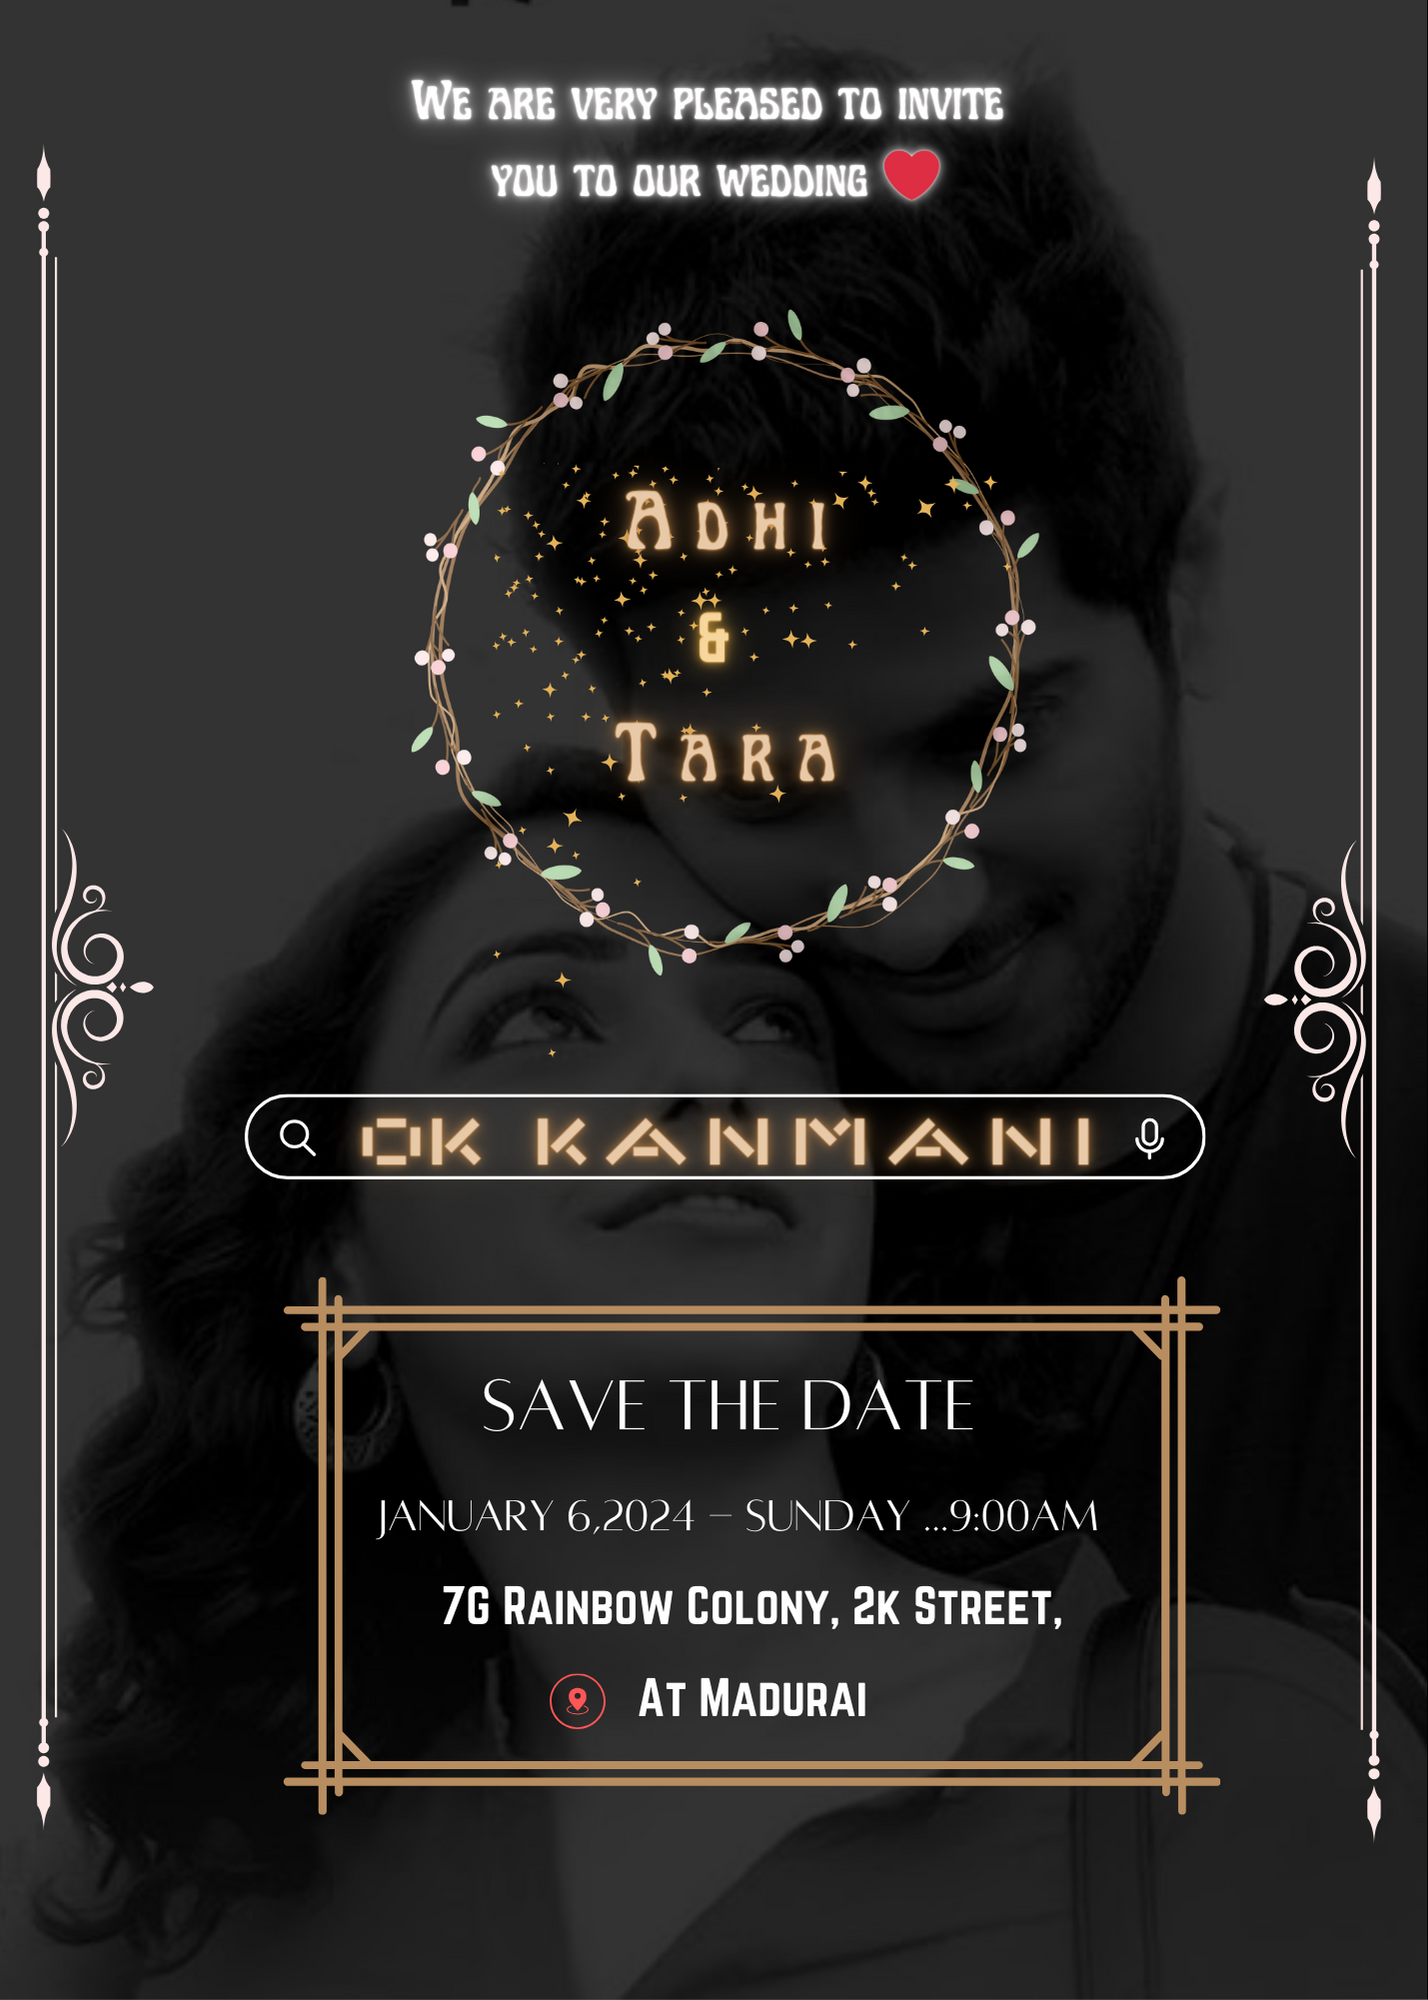 We are very pleased to invite
you to our wedding ❤
Adhi
&
Tara
OK KANMANI
SAVE THE DATE
JANUARY 6,2024 – SUNDAY ...9:00AM
7G Rainbow Colony, 2k Street,
At Madurai